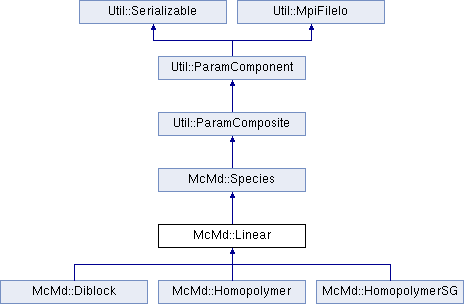 Util::Serializable
Util::MpiFileIo
Util::ParamComponent
Util::ParamComposite
McMd::Species
McMd::Linear
McMd::Diblock
McMd::Homopolymer
McMd::HomopolymerSG